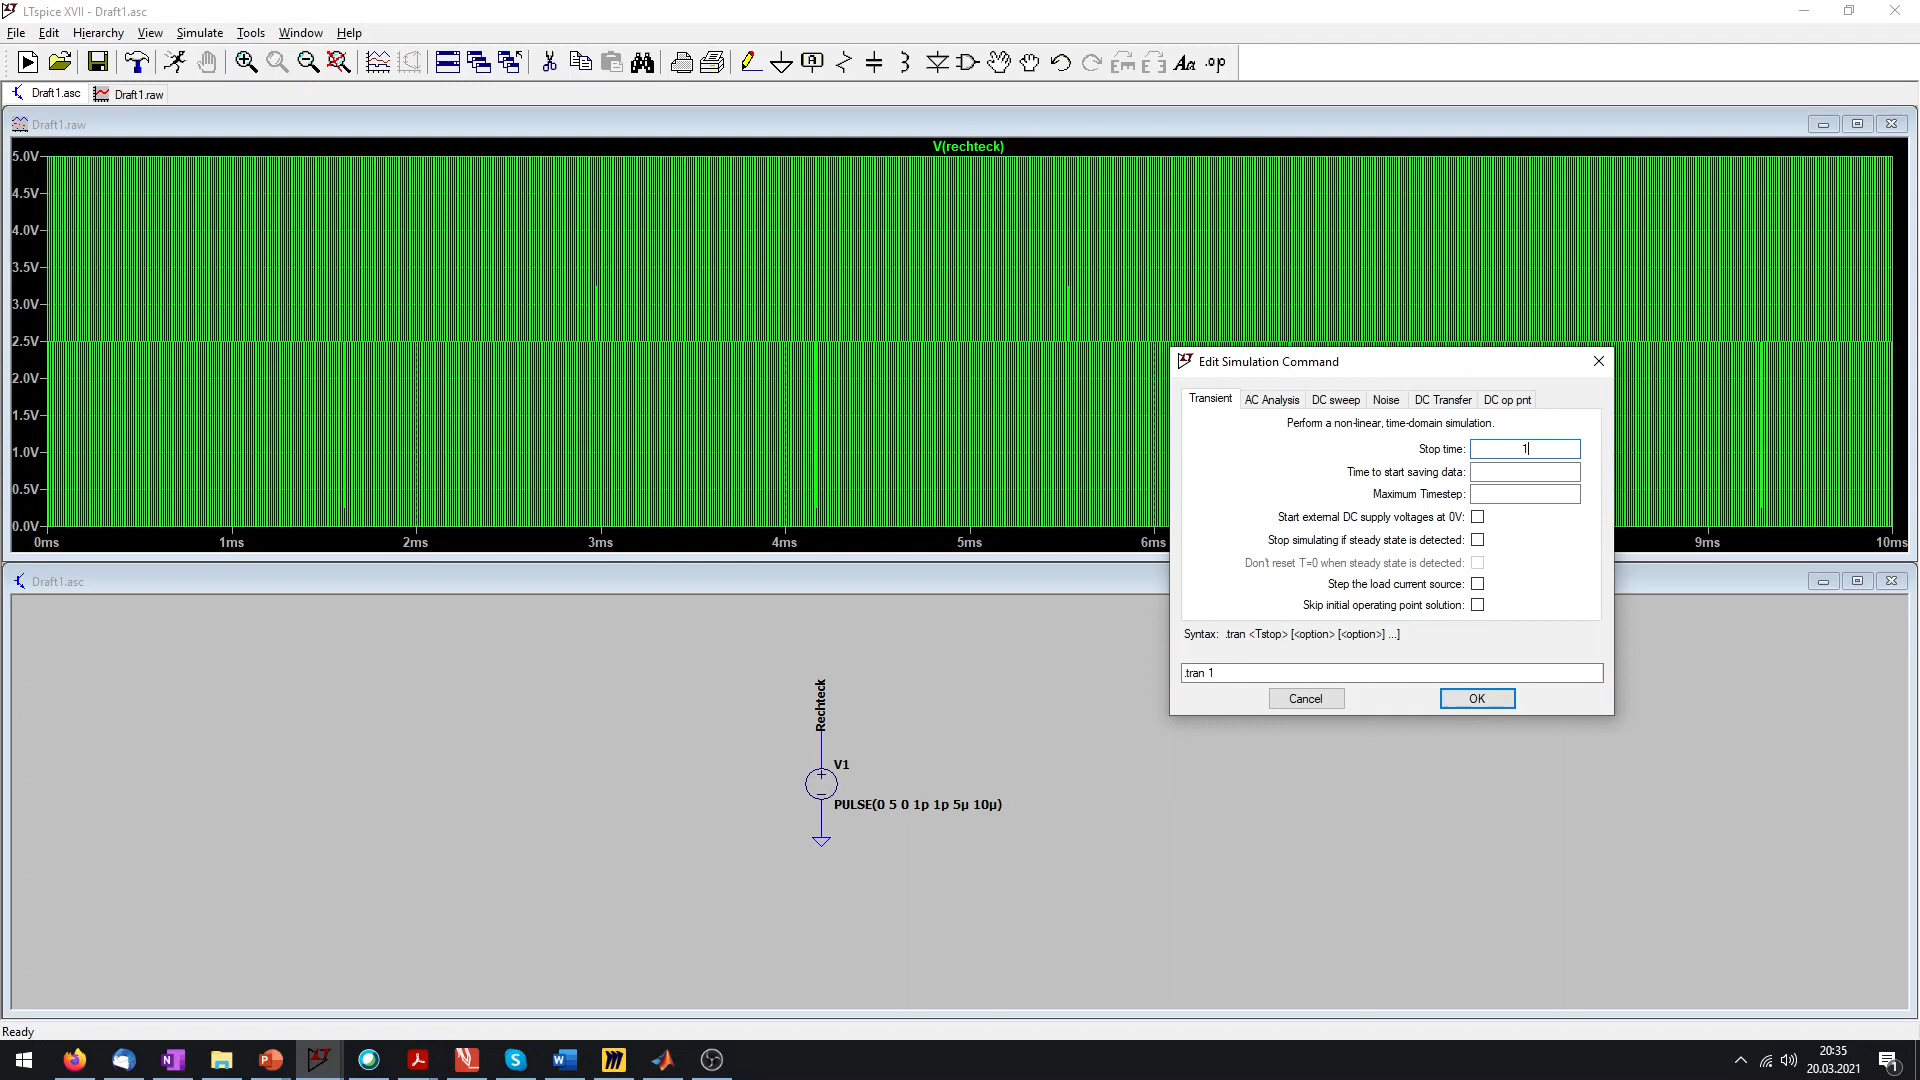 LTspice XVII - Draft1.asc
File Edit Hierarchy View Simulate Tools Window Help
Aa .op
Draft1.asc Draft1.raw
Draft1.raw
V(rechteck)
5.0V
4.5V
4.0V
3.5V
3.0V
2.5V
2.0V
1.5V
1.0V
0.5V
0.0V
0ms 1ms 2ms 3ms 4ms 5ms 6ms 9ms 10ms
Edit Simulation Command
Transient AC Analysis DC sweep Noise DC Transfer DC op pnt
Perform a non-linear, time-domain simulation.
Stop time: 1
Time to start saving data:
Maximum Timestep:
Start external DC supply voltages at 0V:
Stop simulating if steady state is detected:
Don't reset T=0 when steady state is detected:
Step the load current source:
Skip initial operating point solution:
Syntax: .tran <Tstop> [<option> [<option>] ...]
.tran 1
Cancel OK
Draft1.asc
Rechteck
V1
PULSE(0 5 0 1p 1p 5µ 10µ)
Ready
20:35
20.03.2021
1